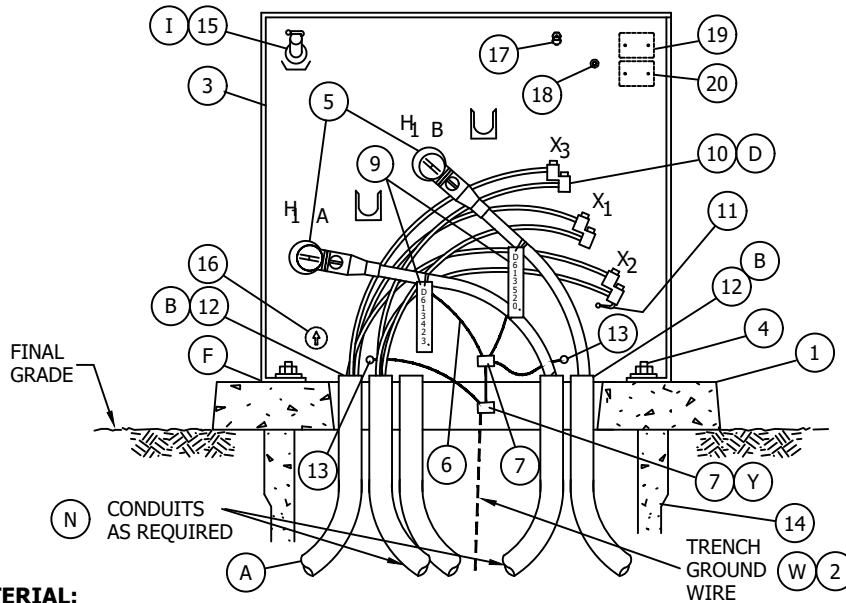 I 15
17
19
3
5
18
20
H1 B
X3
9
10 D
X1
H1 A
11
X2
B
16
D613520.
12
B 12
D613423.
13
4
FINAL
GRADE
F
1
13
6
7
7 Y
N
CONDUITS
AS REQUIRED
14
A
TRENCH
GROUND
WIRE
W 2
TERIAL: